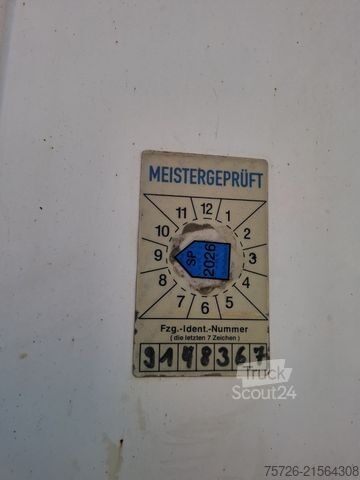 MEISTERGEPRÜFT
11 12 1
10 2
9 SP 2026 3
8 4
7 6 5
Fzg.-Ident.-Nummer
(die letzten 7 Zeichen)
9148367
Truck
Scout24
75726-21564308